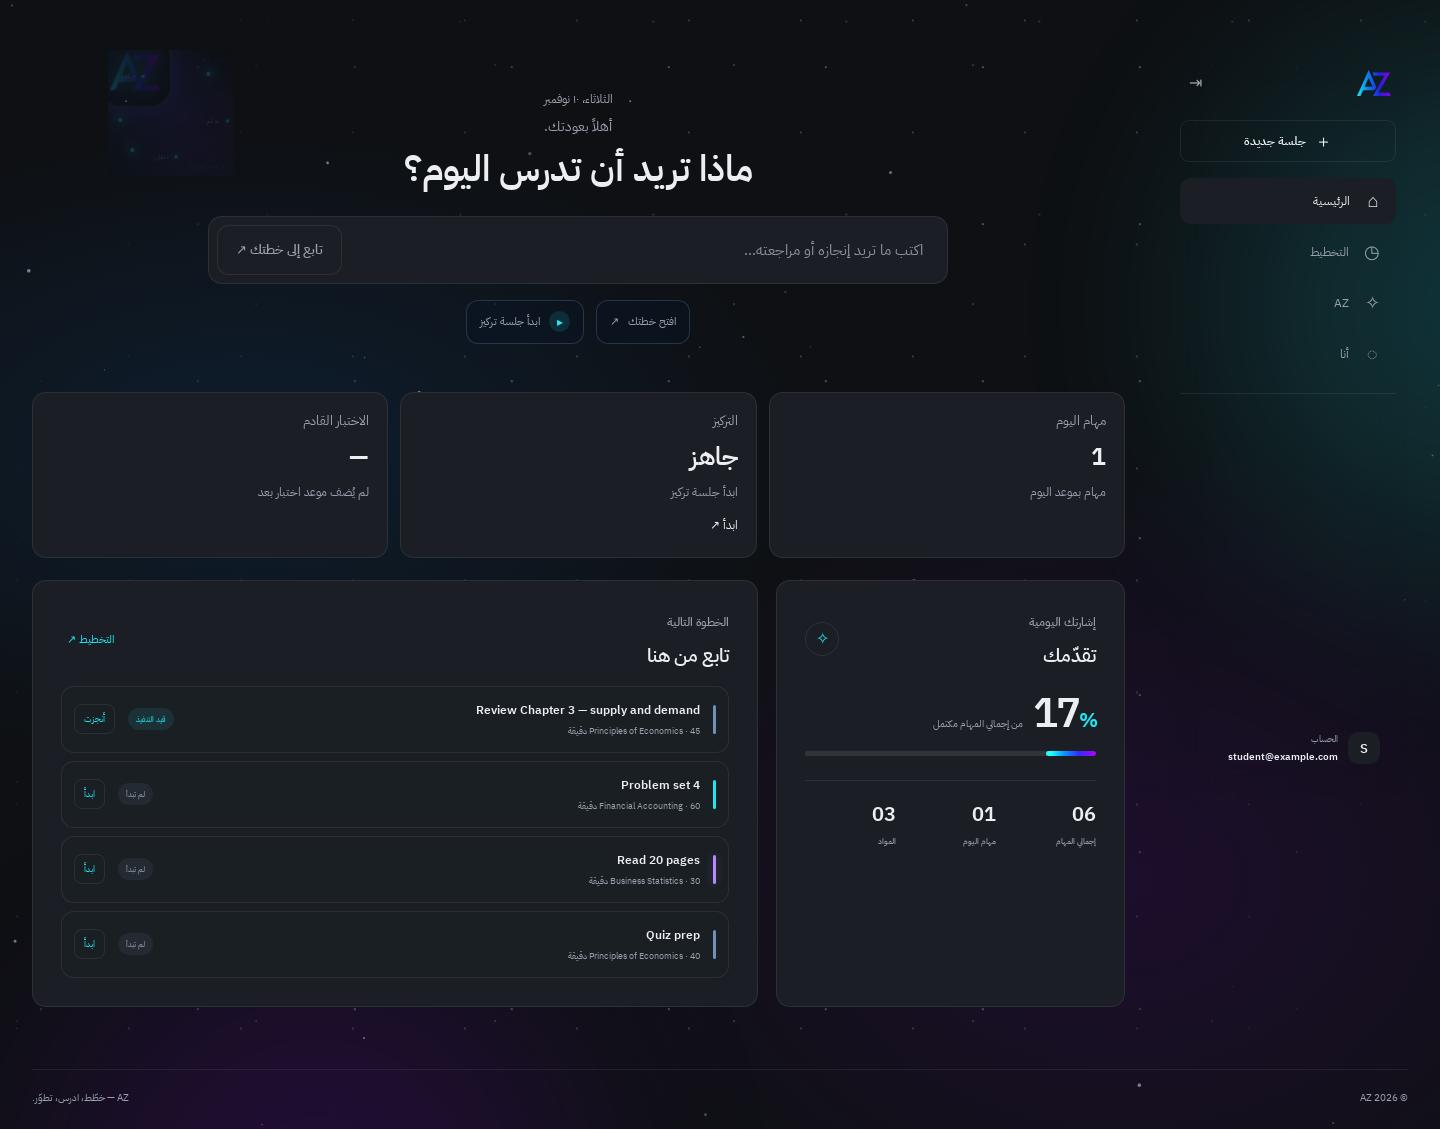 AZ
جلسة جديدة
الرئيسية
التخطيط
AZ
أنا
الحساب
student@example.com
S
الثلاثاء، ١٠ نوفمبر
أهلاً بعودتك.
ماذا تريد أن تدرس اليوم؟
اكتب ما تريد إنجازه أو مراجعته...
تابع إلى خطتك ↗
افتح خطتك ↗
ابدأ جلسة تركيز
مهام اليوم
1
مهام بموعد اليوم
التركيز
جاهز
ابدأ جلسة تركيز
ابدأ ↗
الاختبار القادم
—
لم يُضف موعد اختبار بعد
إشارتك اليومية
تقدّمك
17%
من إجمالي المهام مكتمل
06
إجمالي المهام
01
مهام اليوم
03
المواد
الخطوة التالية
تابع من هنا
التخطيط ↗
Review Chapter 3 — supply and demand
Principles of Economics · 45 دقيقة
قيد التنفيذ
أنجزت
Problem set 4
Financial Accounting · 60 دقيقة
لم تبدأ
ابدأ
Read 20 pages
Business Statistics · 30 دقيقة
لم تبدأ
ابدأ
Quiz prep
Principles of Economics · 40 دقيقة
لم تبدأ
ابدأ
© 2026 AZ
AZ — خطّط، ادرس، تطوّر.